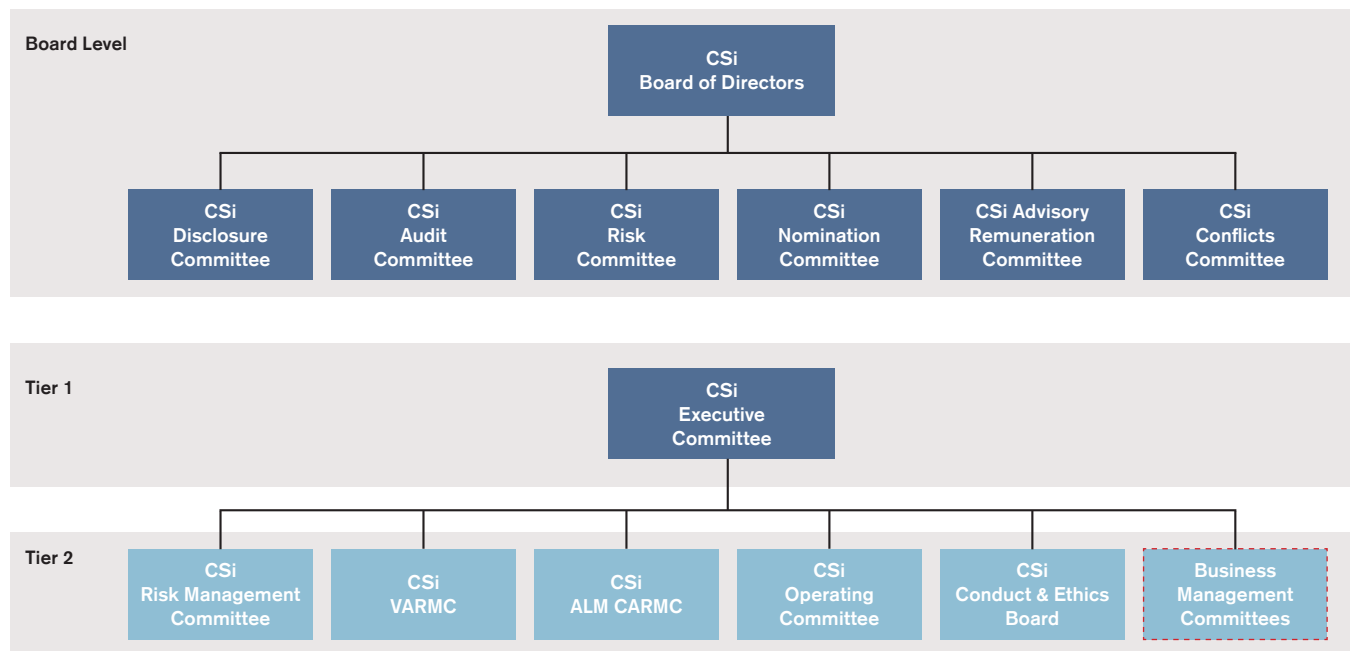 Board Level
CSi
Board of Directors
CSi
Disclosure
Committee
CSi
Audit
Committee
CSi
Risk
Committee
CSi
Nomination
Committee
CSi Advisory
Remuneration
Committee
CSi
Conflicts
Committee
Tier 1
CSi
Executive
Committee
Tier 2
CSi
Risk Management
Committee
CSi
VARMC
CSi
ALM CARMC
CSi
Operating
Committee
CSi
Conduct & Ethics
Board
Business
Management
Committees